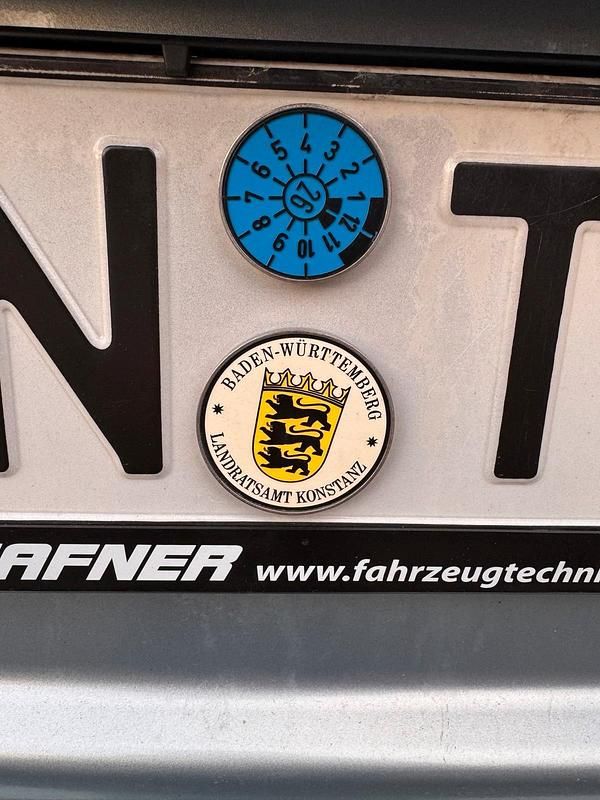 N T
1 2 3 4 5 6 7 8 9 10 11 12
26
BADEN-WÜRTTEMBERG
LANDRATSAMT KONSTANZ
AFNER www.fahrzeugtechni